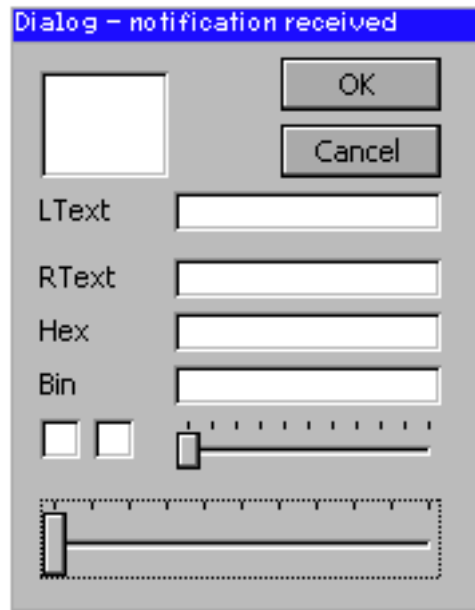 Dialog – notification received
OK
Cancel
LText
RText
Hex
Bin